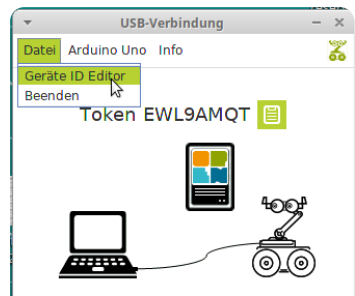 USB-Verbindung
Datei Arduino Uno Info
Geräte ID Editor
Beenden
Token EWL9AMQT